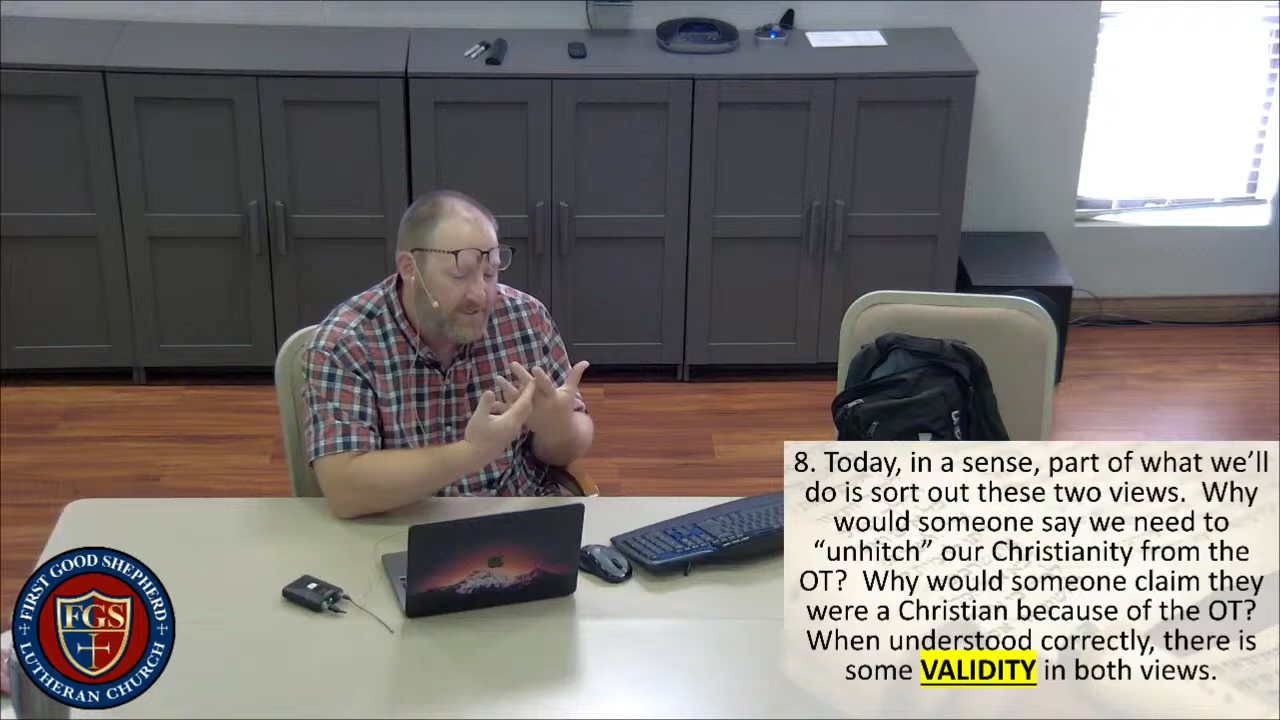 8. Today, in a sense, part of what we’ll
do is sort out these two views.  Why
would someone say we need to
“unhitch” our Christianity from the
OT?  Why would someone claim they
were a Christian because of the OT?
When understood correctly, there is
some VALIDITY in both views.
FIRST GOOD SHEPHERD
FGS
LUTHERAN CHURCH